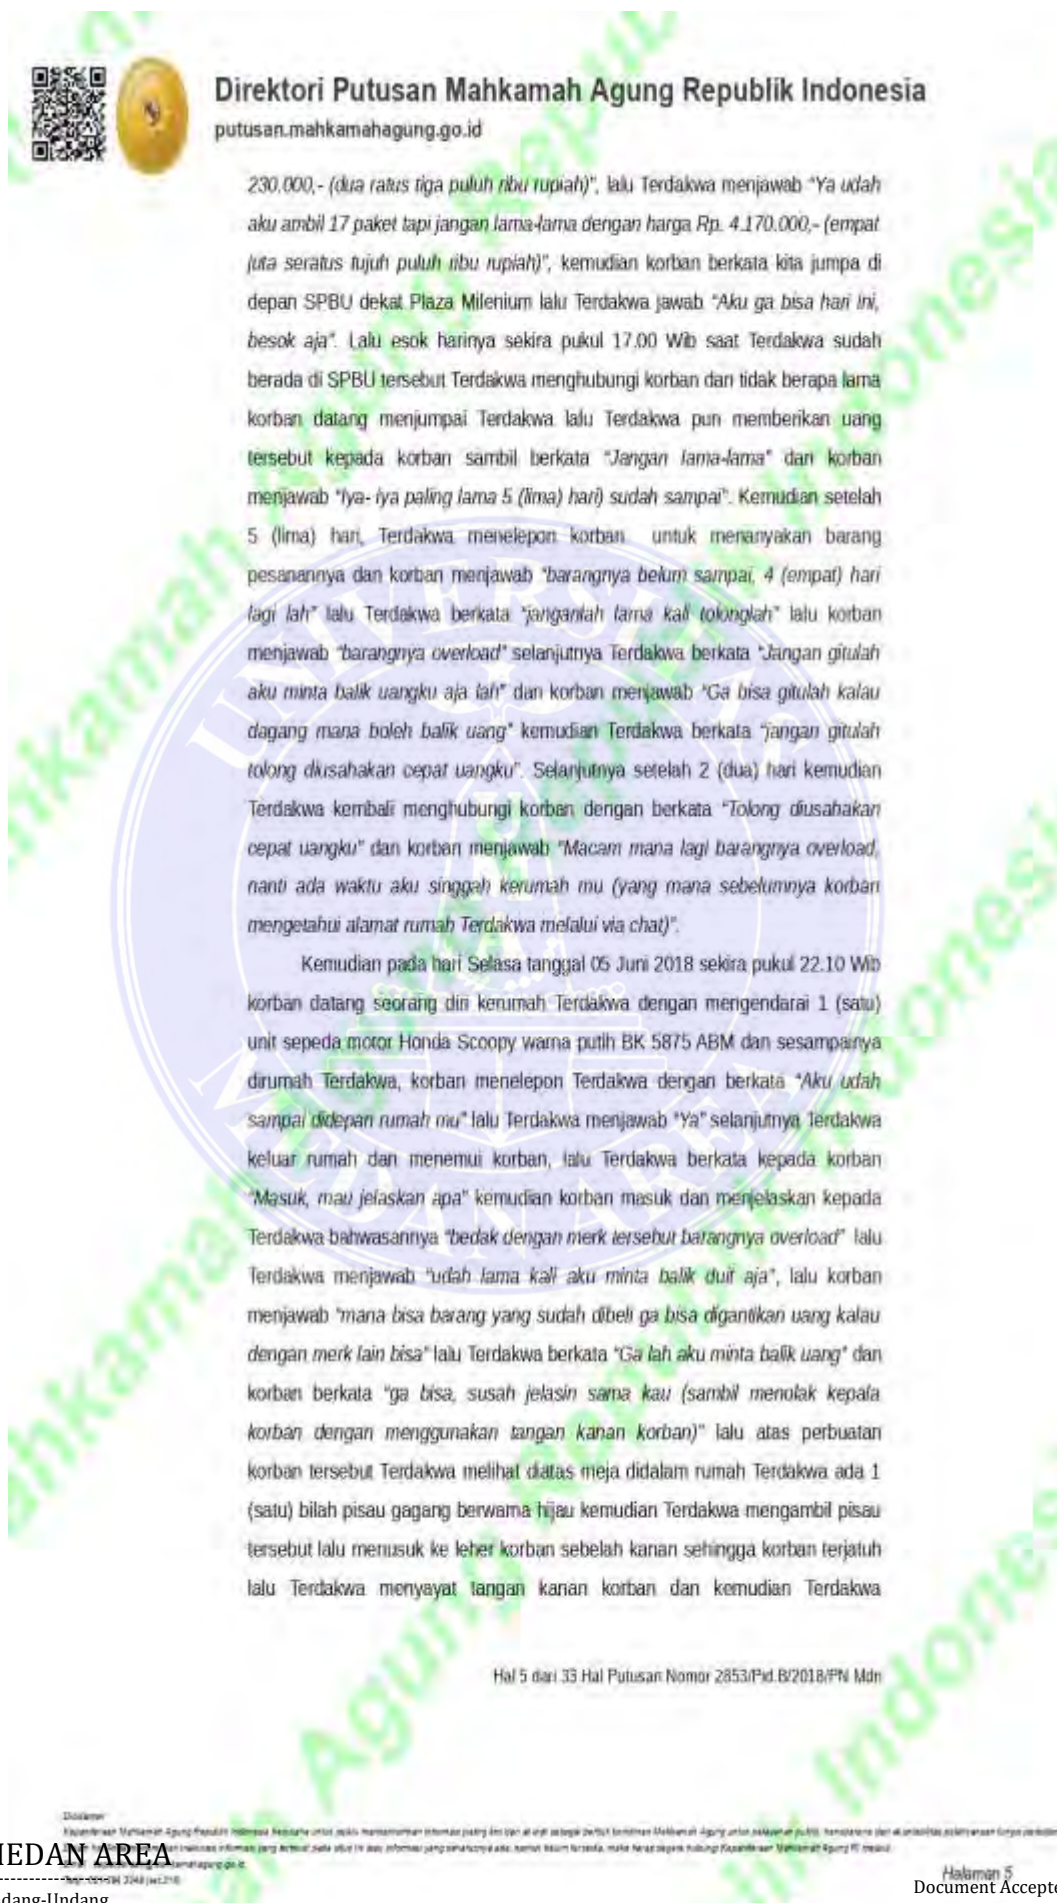 Direktori Putusan Mahkamah Agung Republik Indonesia
putusan.mahkamahagung.go.id
230.000,- (dua ratus tiga puluh ribu rupiah)", lalu Terdakwa menjawab "Ya udah
aku ambil 17 paket tapi jangan lama-lama dengan harga Rp. 4.170.000,- (empat
juta seratus tujuh puluh ribu rupiah)", kemudian korban berkata kita jumpa di
depan SPBU dekat Plaza Milenium lalu Terdakwa jawab "Aku ga bisa hari ini,
besok aja". Lalu esok harinya sekira pukul 17.00 Wib saat Terdakwa sudah
berada di SPBU tersebut Terdakwa menghubungi korban dan tidak berapa lama
korban datang menjumpai Terdakwa lalu Terdakwa pun memberikan uang
tersebut kepada korban sambil berkata "Jangan lama-lama" dan korban
menjawab "Iya- iya paling lama 5 (lima) hari) sudah sampai". Kemudian setelah
5 (lima) hari, Terdakwa menelepon korban untuk menanyakan barang
pesanannya dan korban menjawab "barangnya belum sampai, 4 (empat) hari
lagi lah" lalu Terdakwa berkata "janganlah lama kali tolonglah" lalu korban
menjawab "barangnya overload" selanjutnya Terdakwa berkata "Jangan gitulah
aku minta balik uangku aja lah" dan korban menjawab "Ga bisa gitulah kalau
dagang mana boleh balik uang" kemudian Terdakwa berkata "jangan gitulah
tolong diusahakan cepat uangku". Selanjutnya setelah 2 (dua) hari kemudian
Terdakwa kembali menghubungi korban dengan berkata "Tolong diusahakan
cepat uangku" dan korban menjawab "Macam mana lagi barangnya overload,
nanti ada waktu aku singgah kerumah mu (yang mana sebelumnya korban
mengetahui alamat rumah Terdakwa melalui via chat)".
Kemudian pada hari Selasa tanggal 05 Juni 2018 sekira pukul 22.10 Wib
korban datang seorang diri kerumah Terdakwa dengan mengendarai 1 (satu)
unit sepeda motor Honda Scoopy warna putih BK 5875 ABM dan sesampainya
dirumah Terdakwa, korban menelepon Terdakwa dengan berkata "Aku udah
sampai didepan rumah mu" lalu Terdakwa menjawab "Ya" selanjutnya Terdakwa
keluar rumah dan menemui korban, lalu Terdakwa berkata kepada korban
"Masuk, mau jelaskan apa" kemudian korban masuk dan menjelaskan kepada
Terdakwa bahwasannya "bedak dengan merk tersebut barangnya overload" lalu
Terdakwa menjawab "udah lama kali aku minta balik duit aja", lalu korban
menjawab "mana bisa barang yang sudah dibeli ga bisa digantikan uang kalau
dengan merk lain bisa" lalu Terdakwa berkata "Ga lah aku minta balik uang" dan
korban berkata "ga bisa, susah jelasin sama kau (sambil menolak kepala
korban dengan menggunakan tangan kanan korban)" lalu atas perbuatan
korban tersebut Terdakwa melihat diatas meja didalam rumah Terdakwa ada 1
(satu) bilah pisau gagang berwarna hijau kemudian Terdakwa mengambil pisau
tersebut lalu menusuk ke leher korban sebelah kanan sehingga korban terjatuh
lalu Terdakwa menyayat tangan kanan korban dan kemudian Terdakwa
Hal 5 dari 33 Hal Putusan Nomor 2853/Pid.B/2018/PN Mdn
Disclaimer
MEDAN AREA
Halaman 5
Document Accepte
dang-Undang
UNIVERSITAS
MEDAN AREA